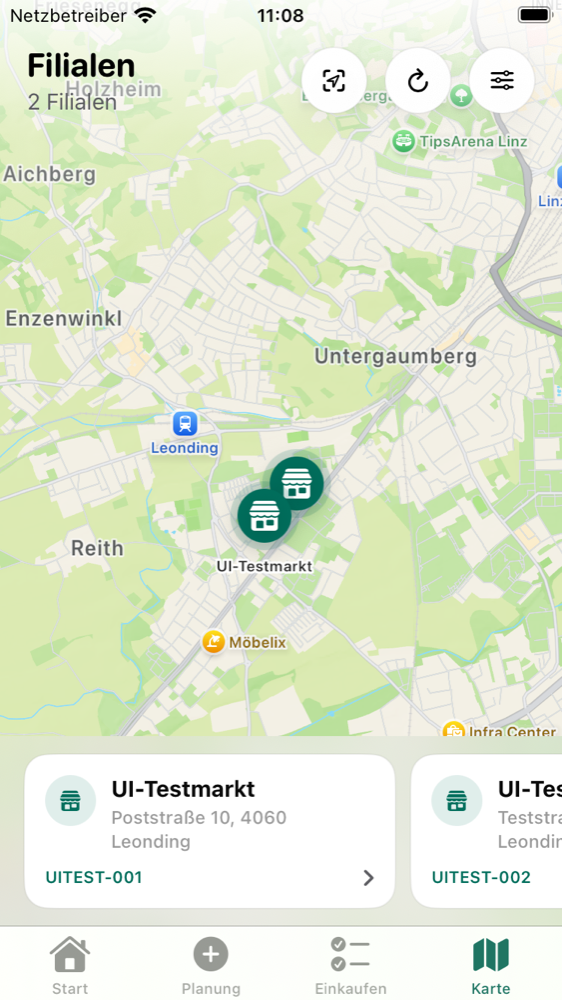 Netzbetreiber
11:08
Friesenegg
Filialen
2 Filialen
Holzheim
TipsArena Linz
Aichberg
Linz
Enzenwinkl
Untergaumberg
Leonding
Reith
UI-Testmarkt
Möbelix
Infra Center
UI-Testmarkt
Poststraße 10, 4060
Leonding
UITEST-001
UI-Tes
Teststra
Leondin
UITEST-002
Start
Planung
Einkaufen
Karte